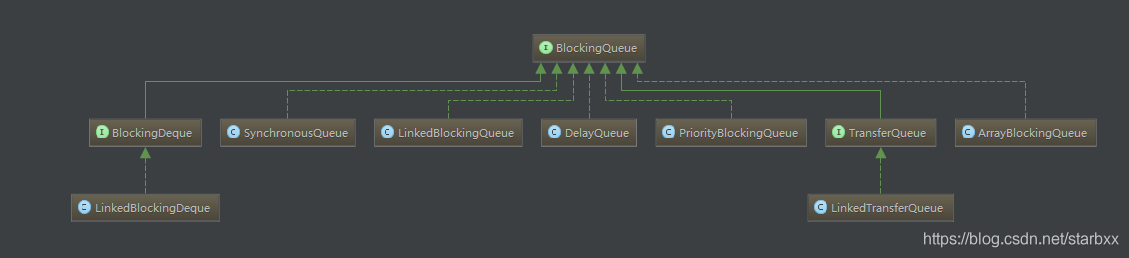 I BlockingQueue
I BlockingDeque
C SynchronousQueue
C LinkedBlockingQueue
C DelayQueue
C PriorityBlockingQueue
I TransferQueue
C ArrayBlockingQueue
C LinkedBlockingDeque
C LinkedTransferQueue
https://blog.csdn.net/starbxx